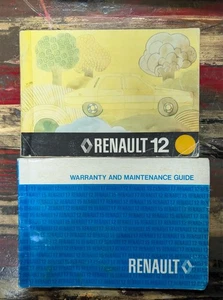 RENAULT 12
WARRANTY AND MAINTENANCE GUIDE
RENAULT